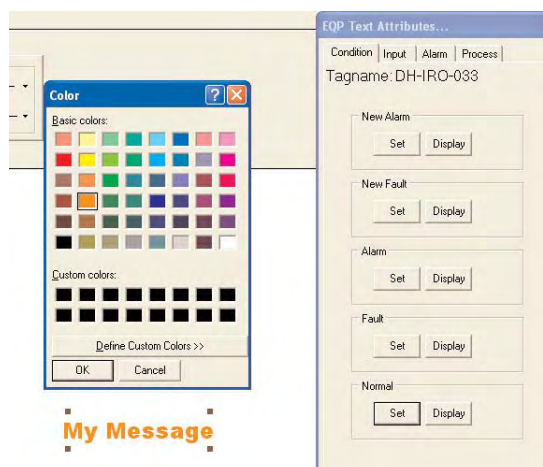 EQP Text Attributes...
Condition Input Alarm Process
Tagname: DH-IRO-033
New Alarm
Set Display
New Fault
Set Display
Alarm
Set Display
Fault
Set Display
Normal
Set Display
Color
Basic colors:
Custom colors:
Define Custom Colors >>
OK Cancel
My Message